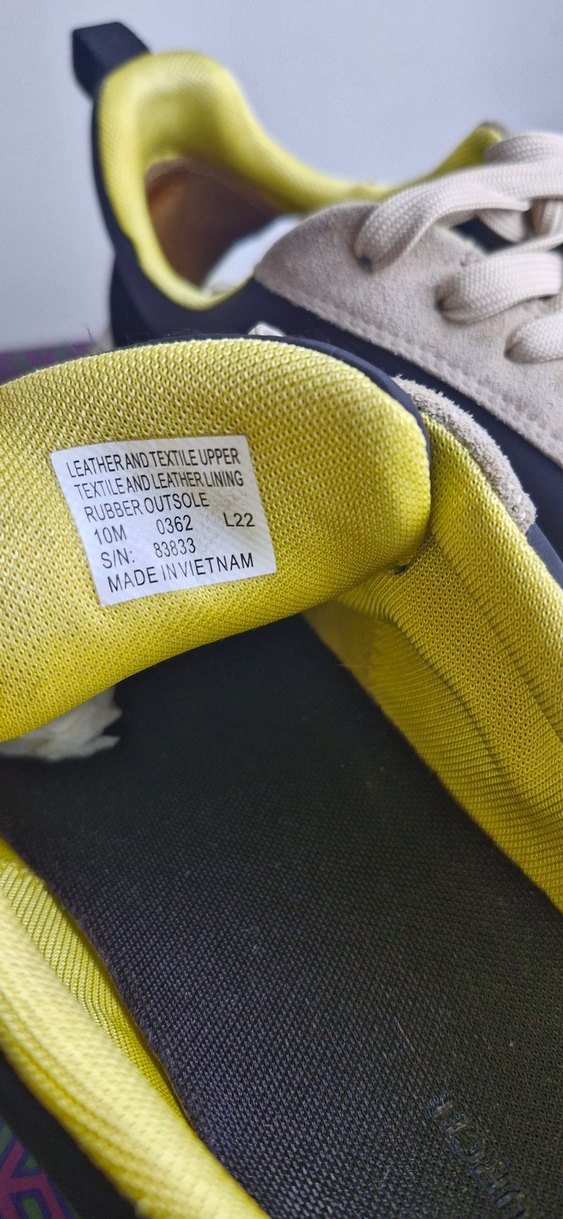 LEATHER AND TEXTILE UPPER
TEXTILE AND LEATHER LINING
RUBBER OUTSOLE
10M 0362 L22
S/N: 83833
MADE IN VIETNAM